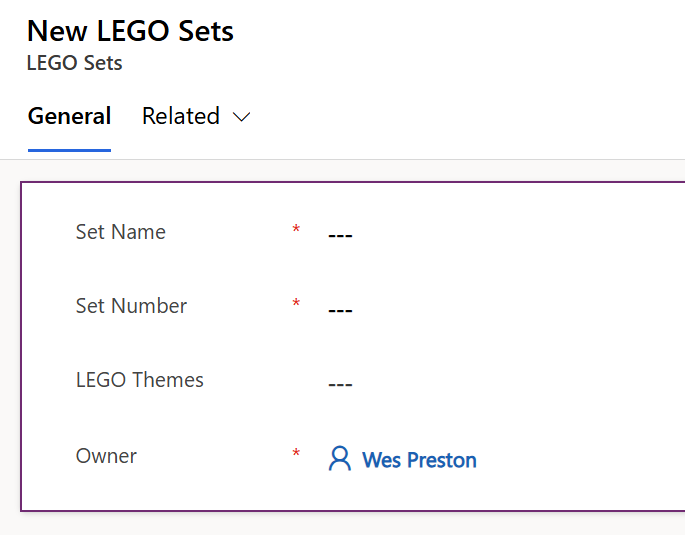 New LEGO Sets
LEGO Sets
General Related
Set Name * ---
Set Number * ---
LEGO Themes ---
Owner * Wes Preston